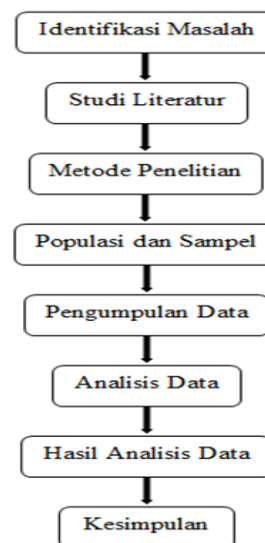 Identifikasi Masalah
Studi Literatur
Metode Penelitian
Populasi dan Sampel
Pengumpulan Data
Analisis Data
Hasil Analisis Data
Kesimpulan